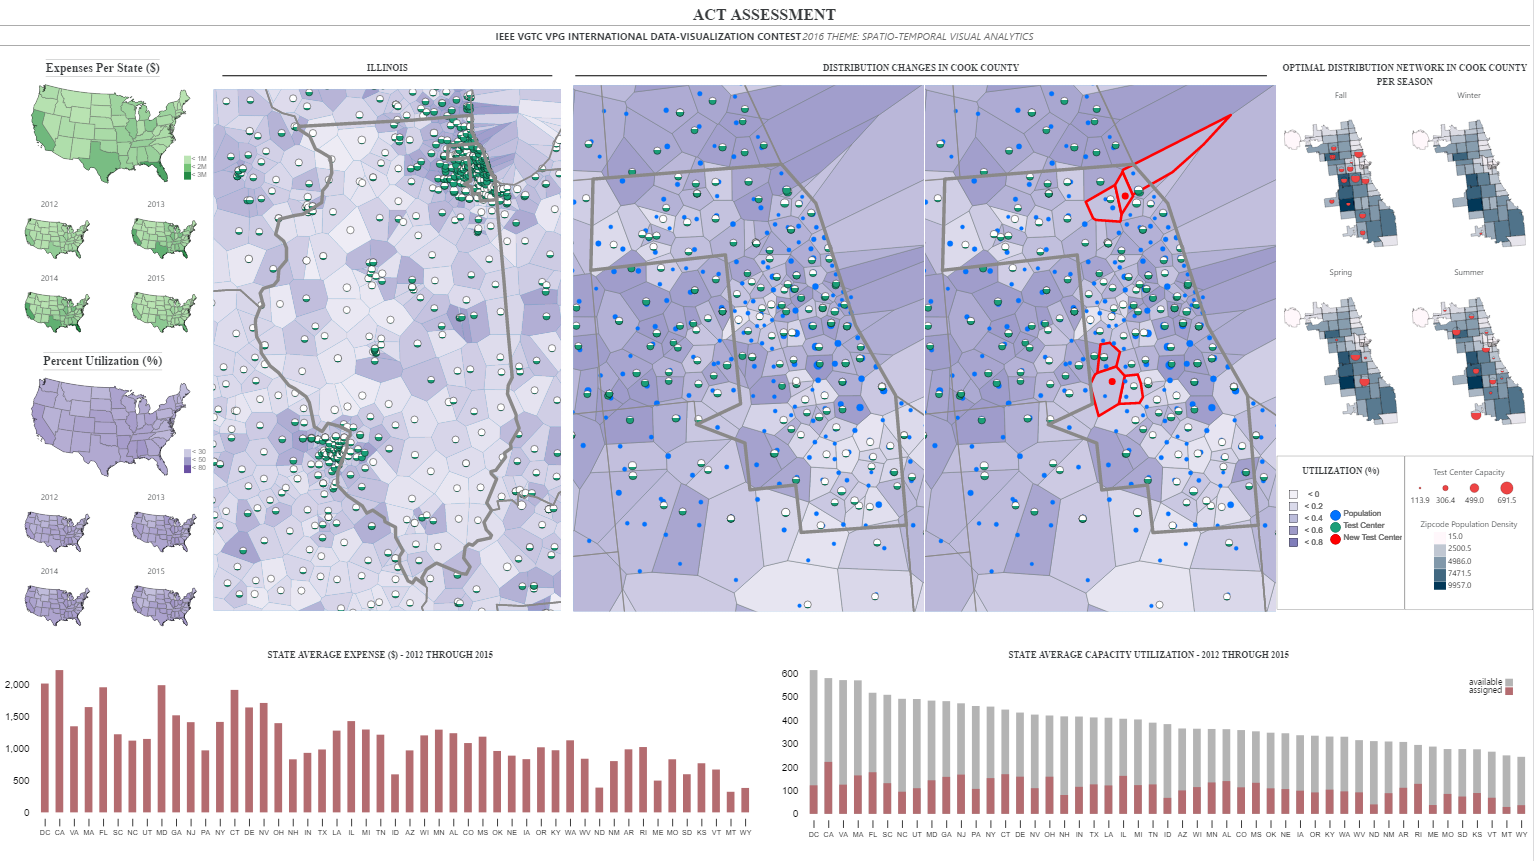 ACT ASSESSMENT
IEEE VGTC VPG INTERNATIONAL DATA-VISUALIZATION CONTEST 2016 THEME: SPATIO-TEMPORAL VISUAL ANALYTICS
Expenses Per State ($)
< 1M
< 2M
< 3M
2012 2013
2014 2015
Percent Utilization (%)
< 30
< 50
< 80
2012 2013
2014 2015
ILLINOIS
DISTRIBUTION CHANGES IN COOK COUNTY
OPTIMAL DISTRIBUTION NETWORK IN COOK COUNTY
PER SEASON
Fall Winter
Spring Summer
UTILIZATION (%)
< 0
< 0.2
< 0.4
< 0.6
< 0.8
Population
Test Center
New Test Center
Test Center Capacity
113.9 306.4 499.0 691.5
Zipcode Population Density
15.0
2500.5
4986.0
7471.5
9957.0
STATE AVERAGE EXPENSE ($) - 2012 THROUGH 2015
2,000
1,500
1,000
500
0
DC CA VA MA FL SC NC UT MD GA NJ PA NY CT DE NV OH NH IN TX LA IL MI TN ID AZ WI MN AL CO MS OK NE IA OR KY WA WV ND NM AR RI ME MO SD KS VT MT WY
STATE AVERAGE CAPACITY UTILIZATION - 2012 THROUGH 2015
available
assigned
600
500
400
300
200
100
0
DC CA VA MA FL SC NC UT MD GA NJ PA NY CT DE NV OH NH IN TX LA IL MI TN ID AZ WI MN AL CO MS OK NE IA OR KY WA WV ND NM AR RI ME MO SD KS VT MT WY